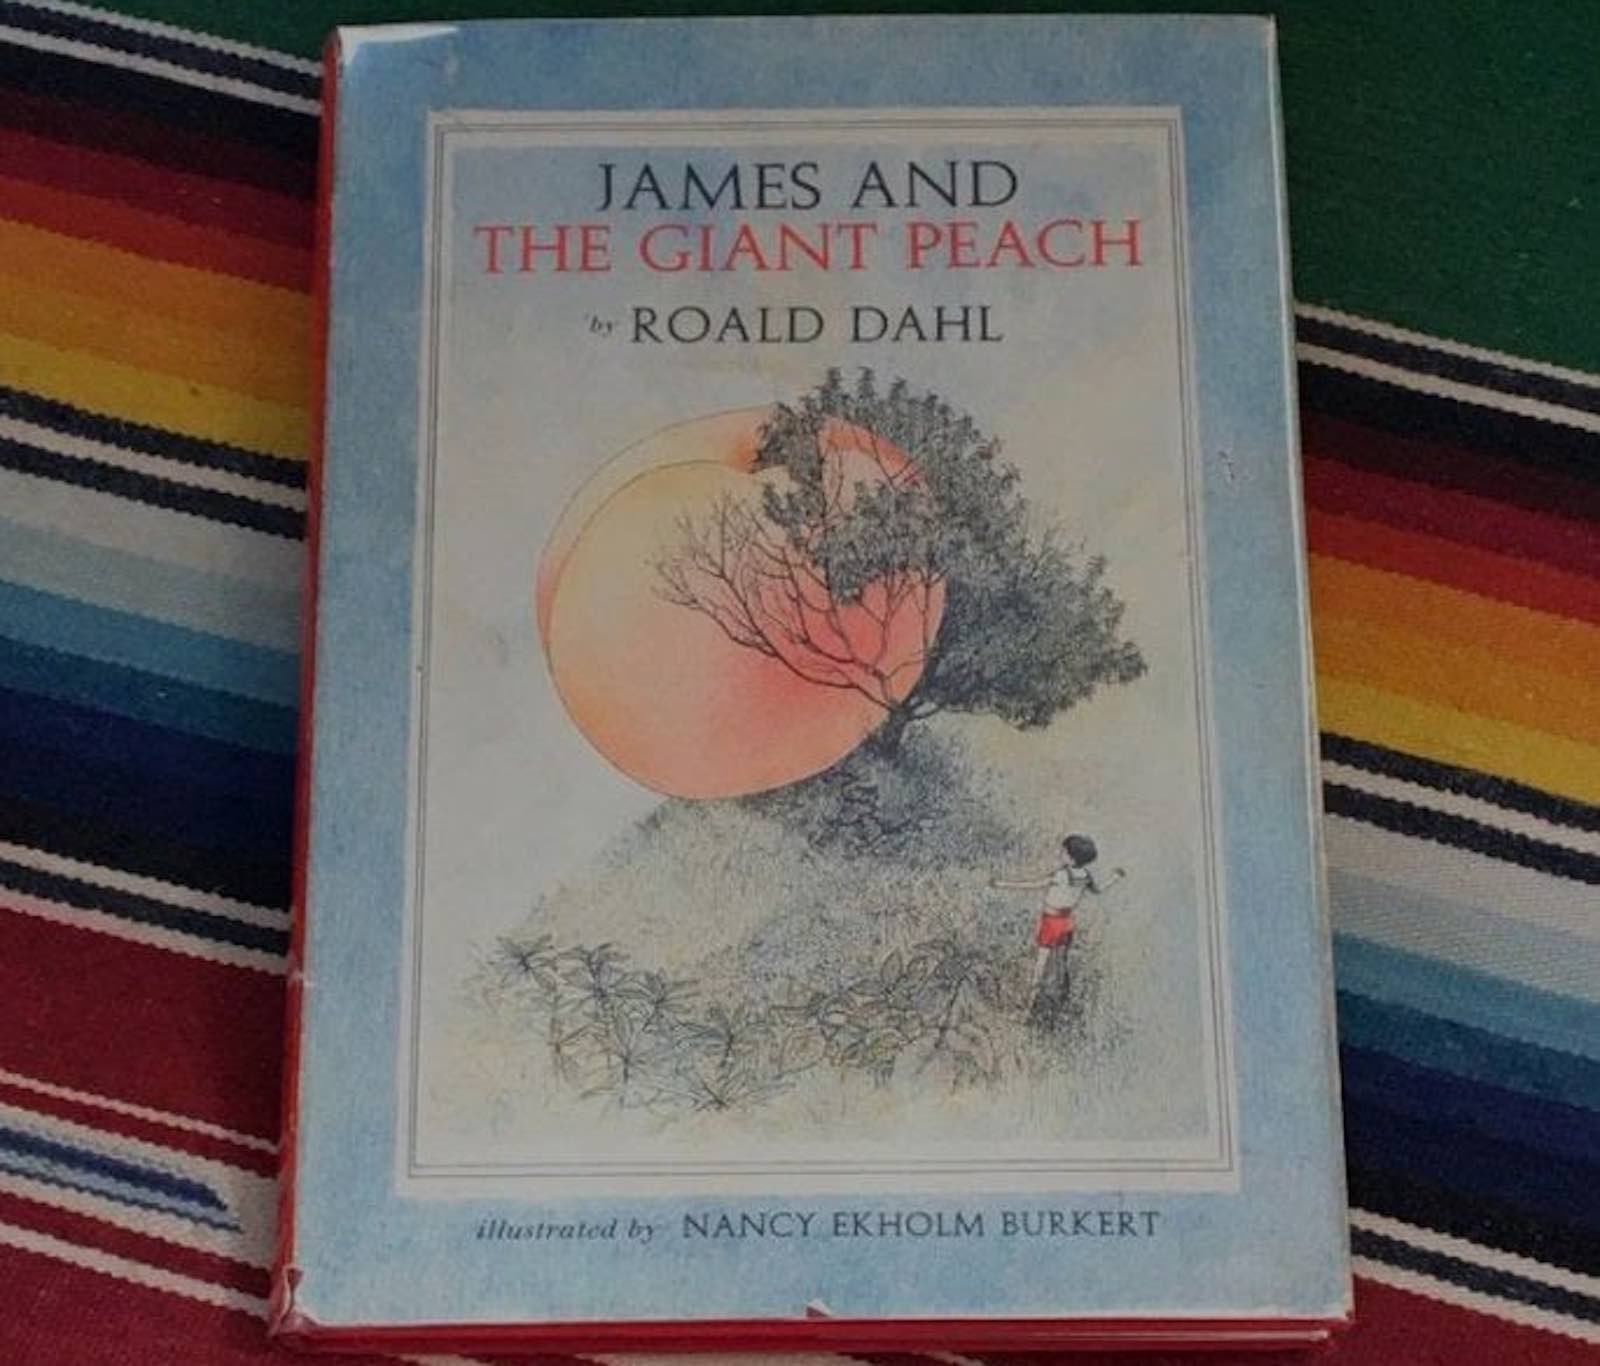 JAMES AND
THE GIANT PEACH
by ROALD DAHL
illustrated by NANCY EKHOLM BURKERT